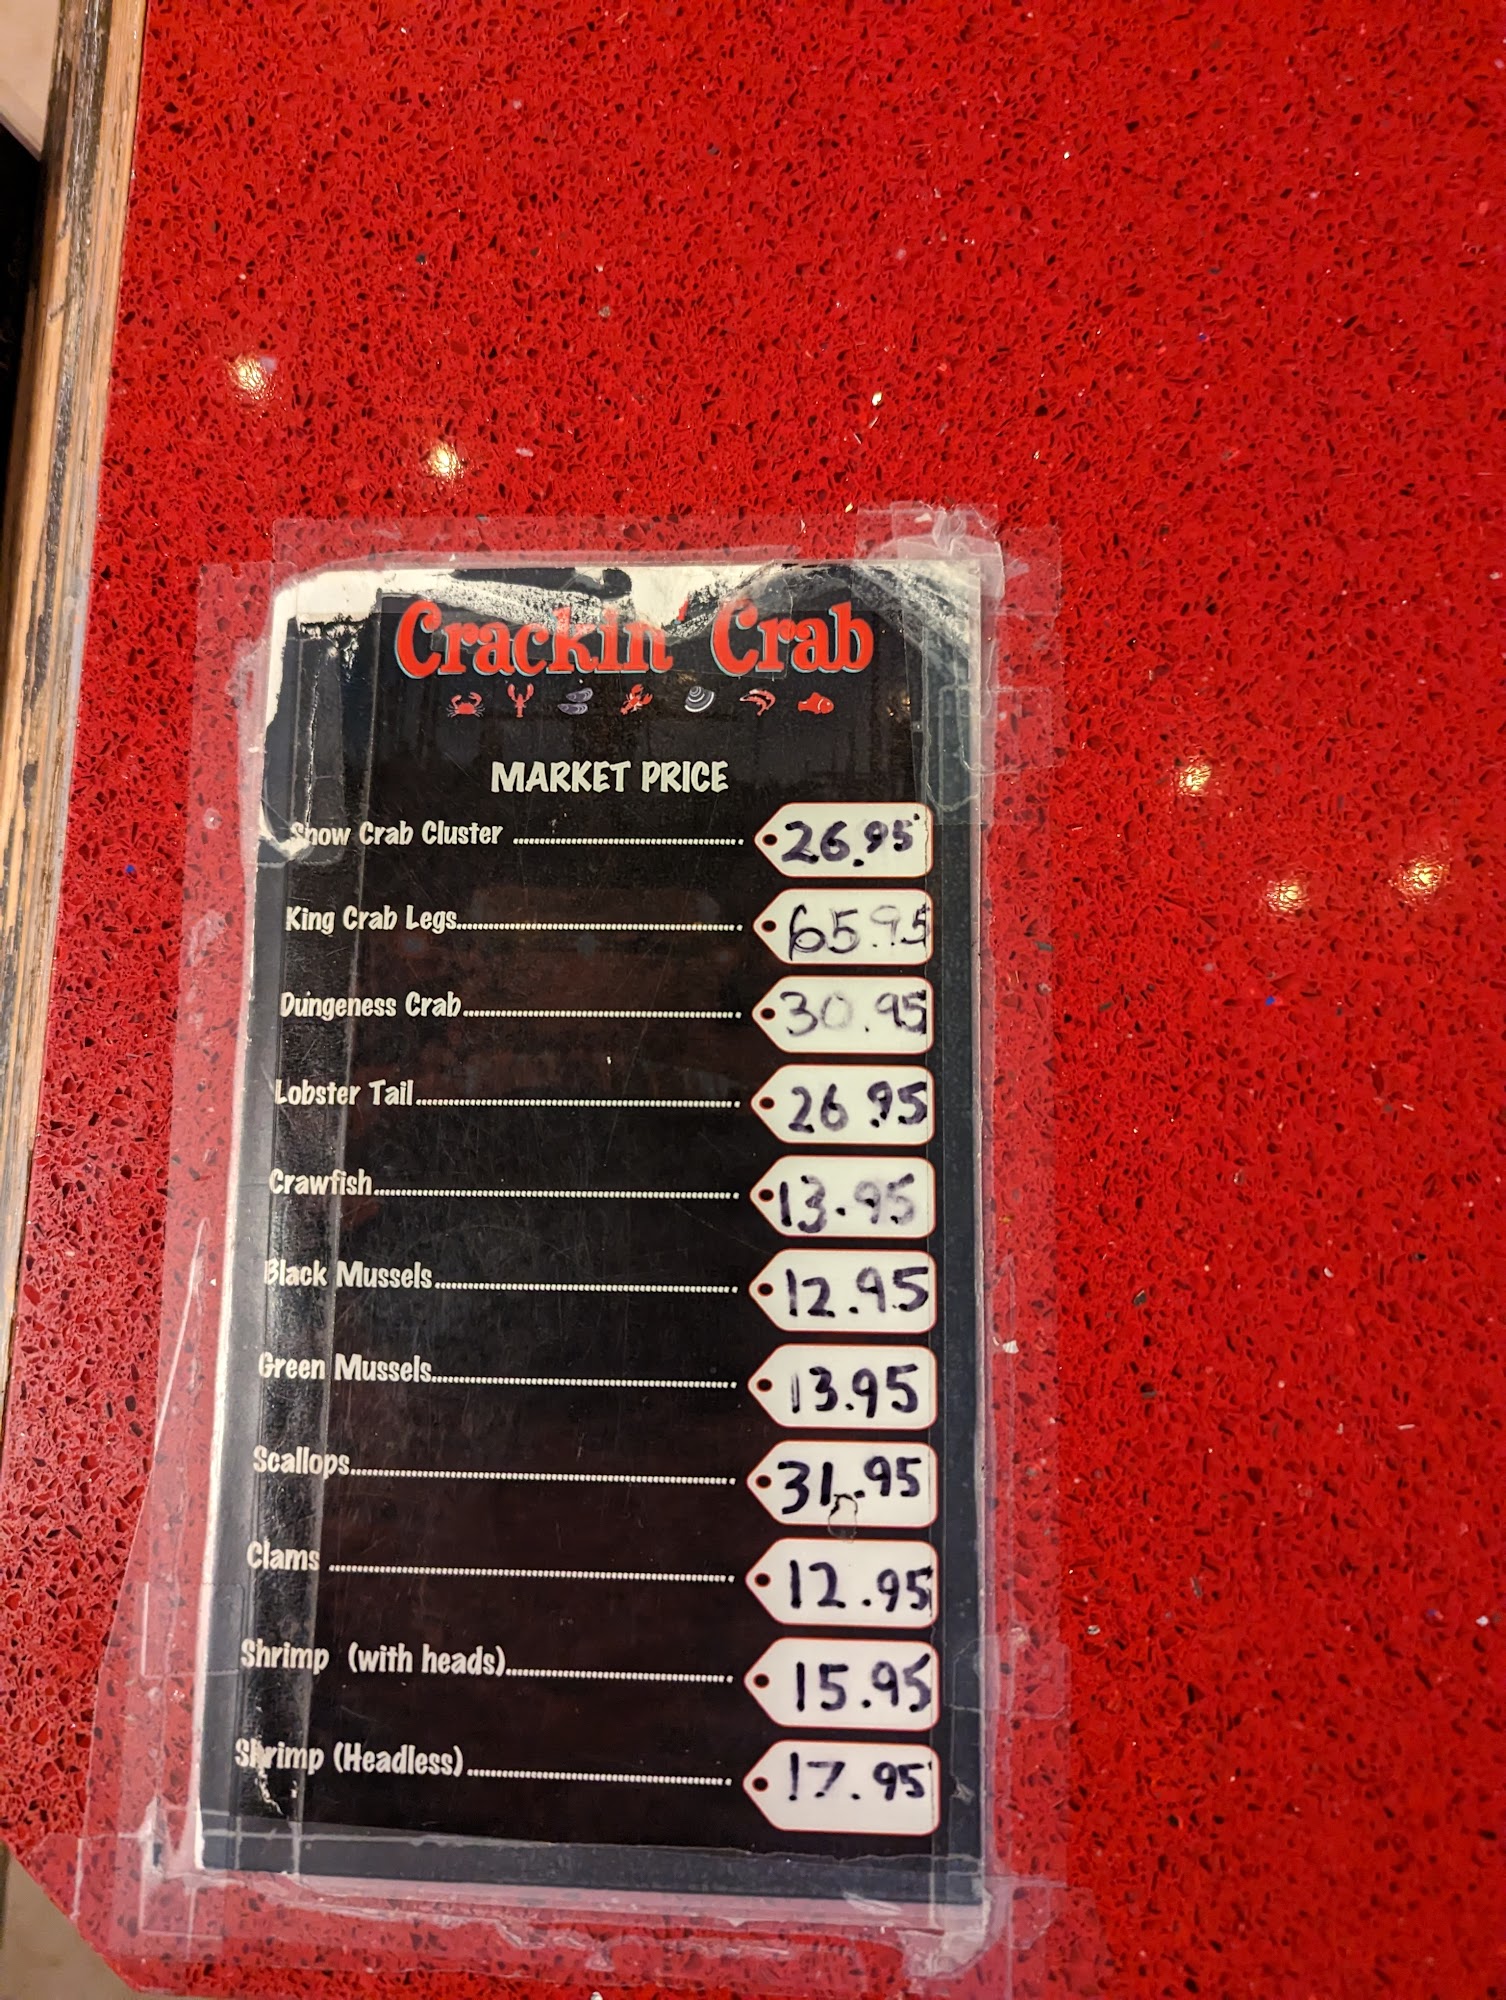 Crackin' Crab
MARKET PRICE
Snow Crab Cluster ........................ 26.95
King Crab Legs........................ 65.95
Dungeness Crab........................ 30.95
Lobster Tail........................ 26.95
Crawfish........................ 13.95
Black Mussels........................ 12.95
Green Mussels........................ 13.95
Scallops........................ 31.95
Clams ........................ 12.95
Shrimp (with heads)........................ 15.95
Shrimp (Headless)........................ 17.95